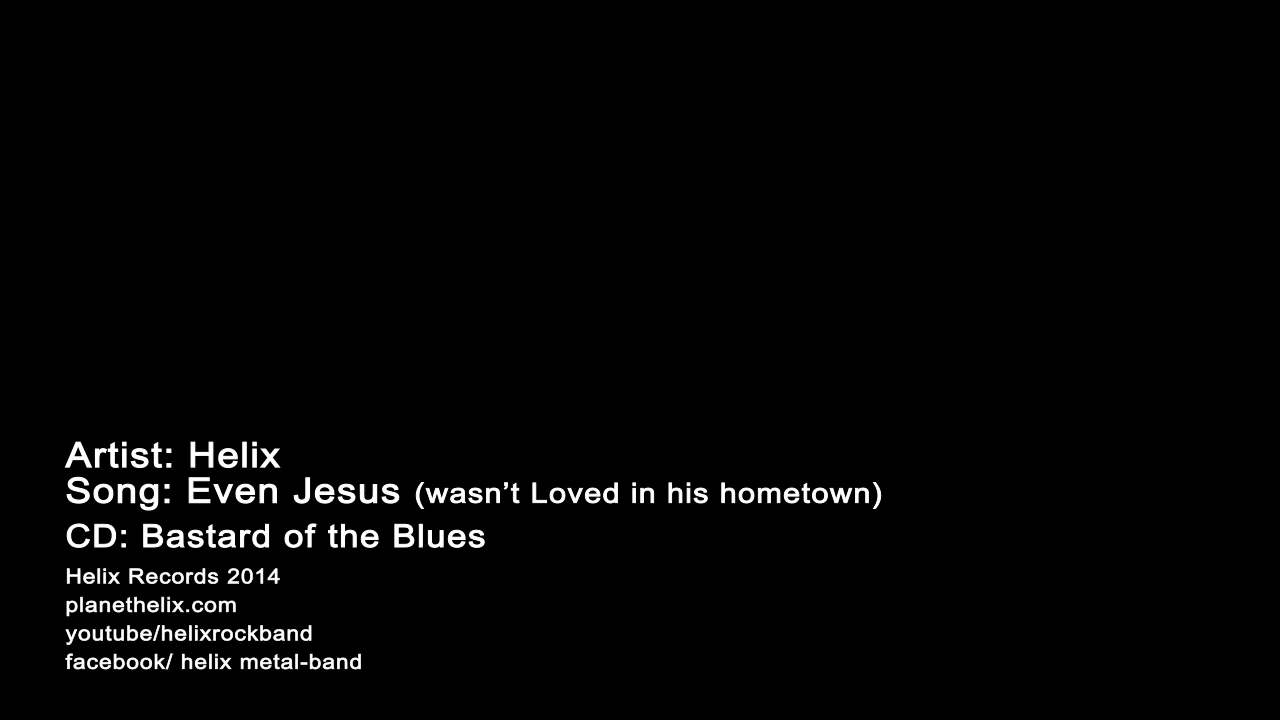 Artist: Helix
Song: Even Jesus (wasn’t Loved in his hometown)
CD: Bastard of the Blues
Helix Records 2014
planethelix.com
youtube/helixrockband
facebook/ helix metal-band